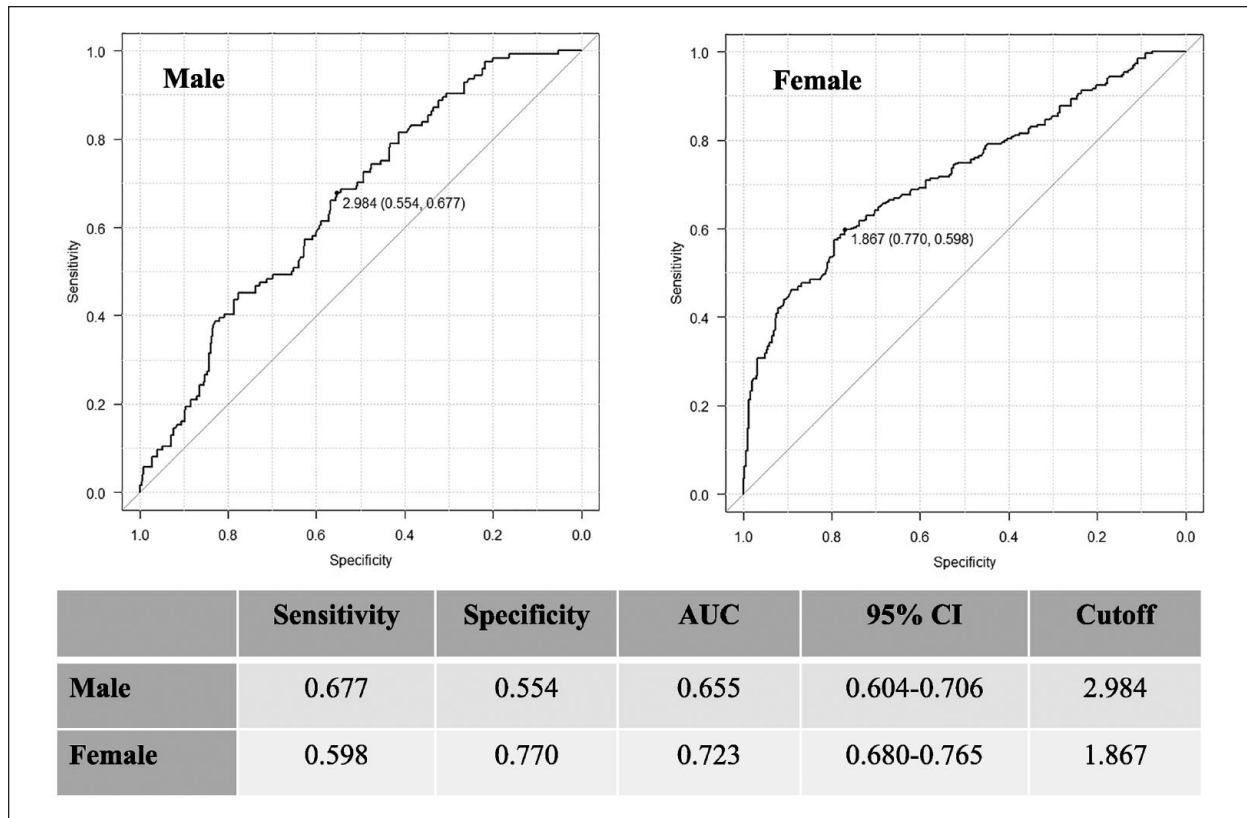 Male
1.0
0.8
0.6
0.4
0.2
0.0
Sensitivity
2.984 (0.554, 0.677)
1.0 0.8 0.6 0.4 0.2 0.0
Specificity
Female
1.0
0.8
0.6
0.4
0.2
0.0
Sensitivity
1.867 (0.770, 0.598)
1.0 0.8 0.6 0.4 0.2 0.0
Specificity
Sensitivity Specificity AUC 95% CI Cutoff
Male 0.677 0.554 0.655 0.604-0.706 2.984
Female 0.598 0.770 0.723 0.680-0.765 1.867